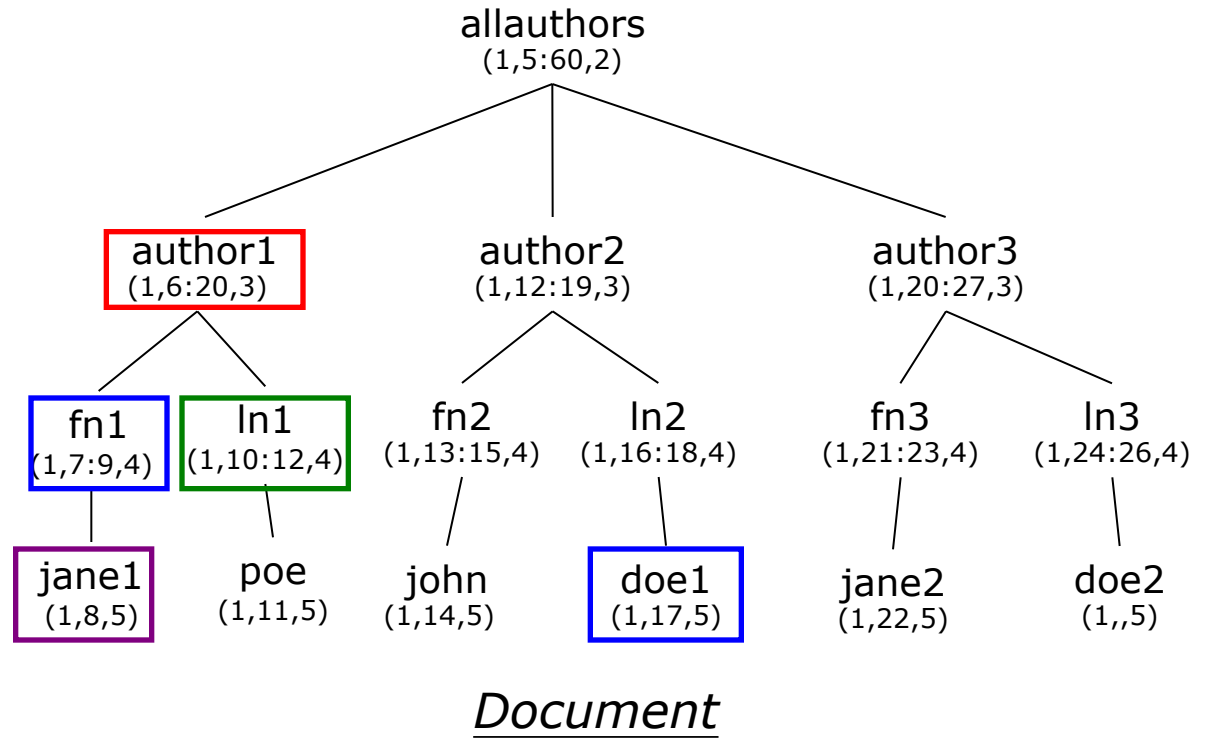 allauthors
(1,5:60,2)
author1
(1,6:20,3)
author2
(1,12:19,3)
author3
(1,20:27,3)
fn1
(1,7:9,4)
ln1
(1,10:12,4)
fn2
(1,13:15,4)
ln2
(1,16:18,4)
fn3
(1,21:23,4)
ln3
(1,24:26,4)
jane1
(1,8,5)
poe
(1,11,5)
john
(1,14,5)
doe1
(1,17,5)
jane2
(1,22,5)
doe2
(1,,5)
Document